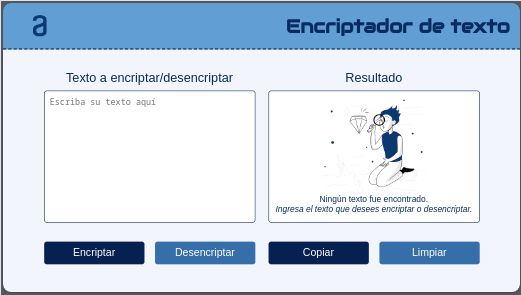 a
Encriptador de texto
Texto a encriptar/desencriptar
Resultado
Escriba su texto aquí
Ningún texto fue encontrado.
Ingresa el texto que desees encriptar o desencriptar.
Encriptar
Desencriptar
Copiar
Limpiar